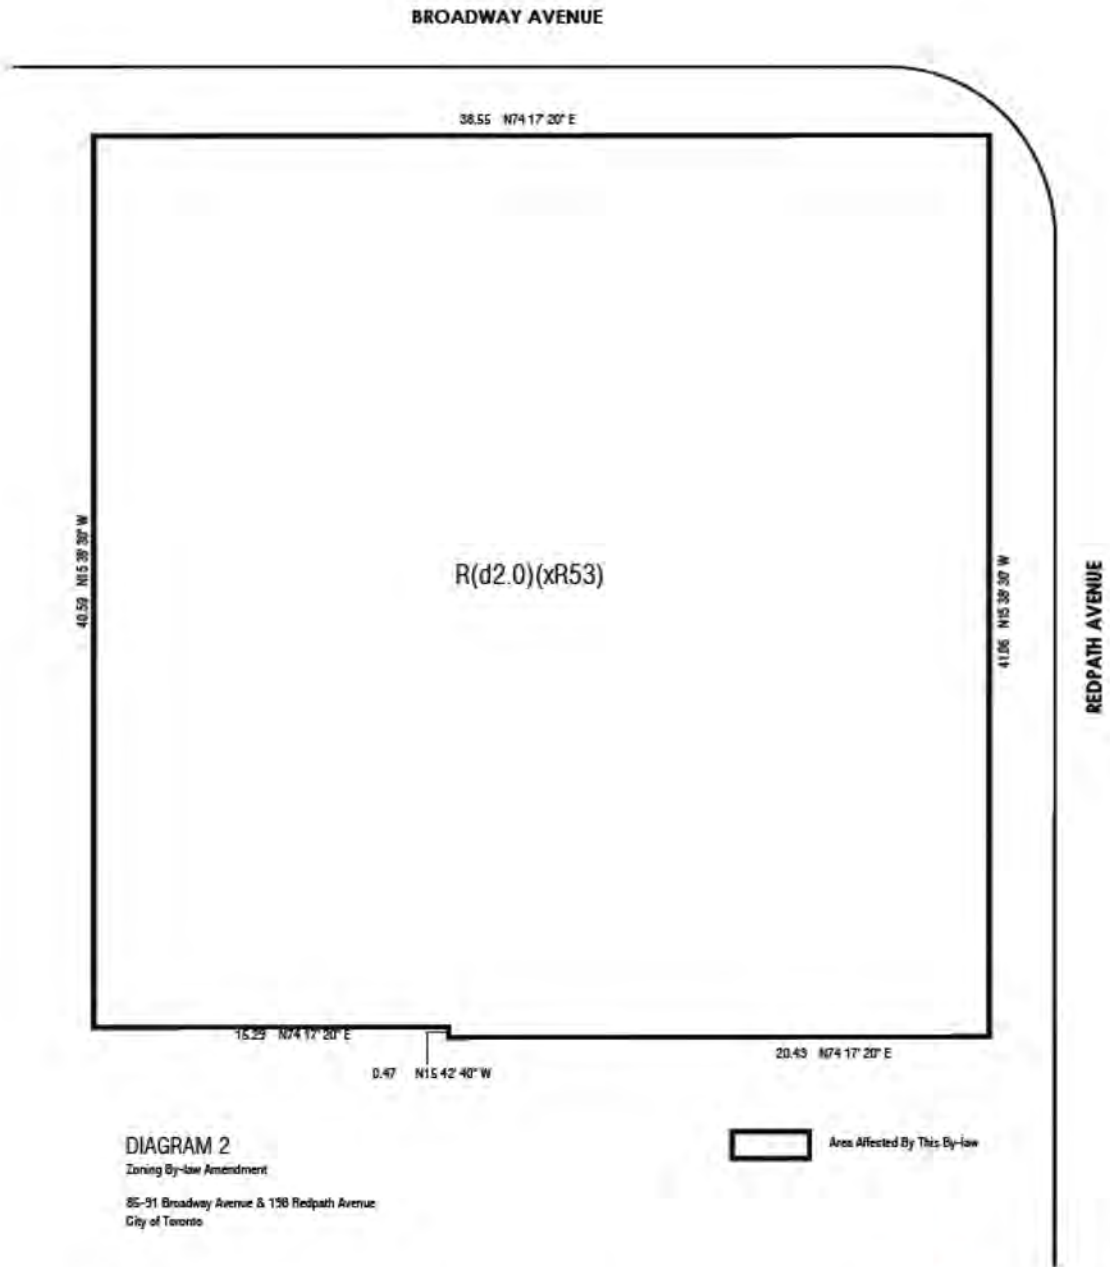 BROADWAY AVENUE
38.55 N74 17' 20" E
40.59 N15 38' 30" W
R(d2.0)(xR53)
41.06 N15 38' 30" W
REDPATH AVENUE
15.29 N74 17' 20" E
0.47 N15 42' 40" W
20.43 N74 17' 20" E
DIAGRAM 2
Zoning By-law Amendment
85-91 Broadway Avenue & 198 Redpath Avenue
City of Toronto
Area Affected By This By-law